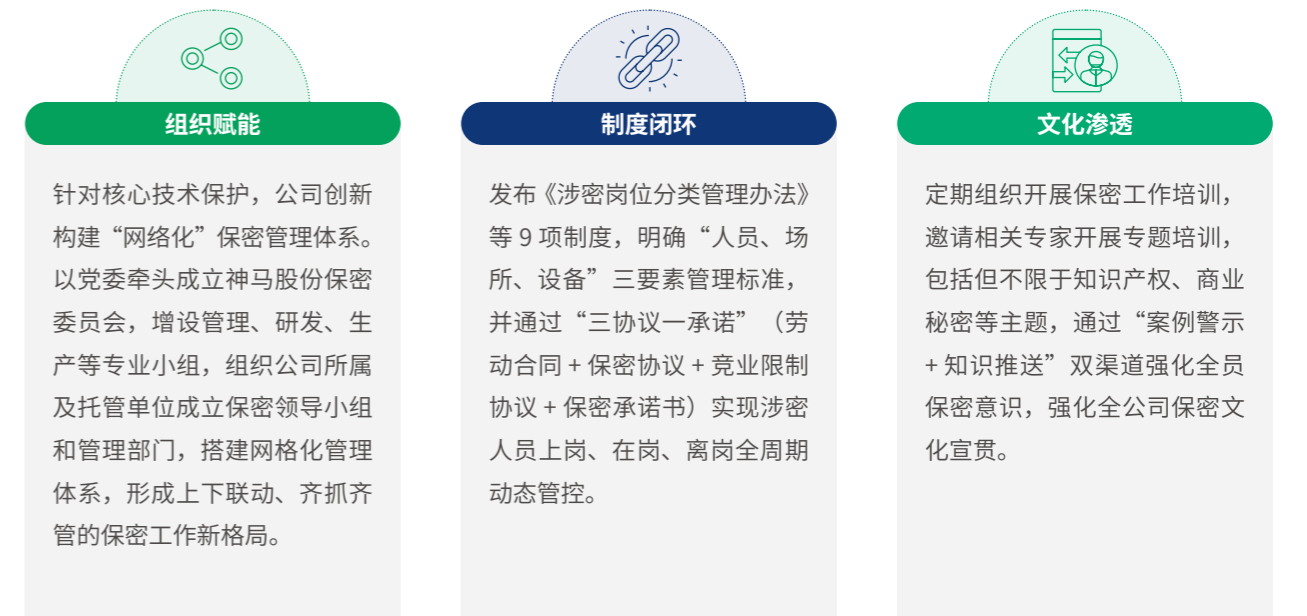 组织赋能
针对核心技术保护，公司创新
构建“网络化”保密管理体系。
以党委牵头成立神马股份保密
委员会，增设管理、研发、生
产等专业小组，组织公司所属
及托管单位成立保密领导小组
和管理部门，搭建网格化管理
体系，形成上下联动、齐抓齐
管的保密工作新格局。
制度闭环
发布《涉密岗位分类管理办法》
等 9 项制度，明确“人员、场
所、设备”三要素管理标准，
并通过“三协议一承诺”（劳
动合同 + 保密协议 + 竞业限制
协议 + 保密承诺书）实现涉密
人员上岗、在岗、离岗全周期
动态管控。
文化渗透
定期组织开展保密工作培训，
邀请相关专家开展专题培训，
包括但不限于知识产权、商业
秘密等主题，通过“案例警示
+ 知识推送”双渠道强化全员
保密意识，强化全公司保密文
化宣贯。